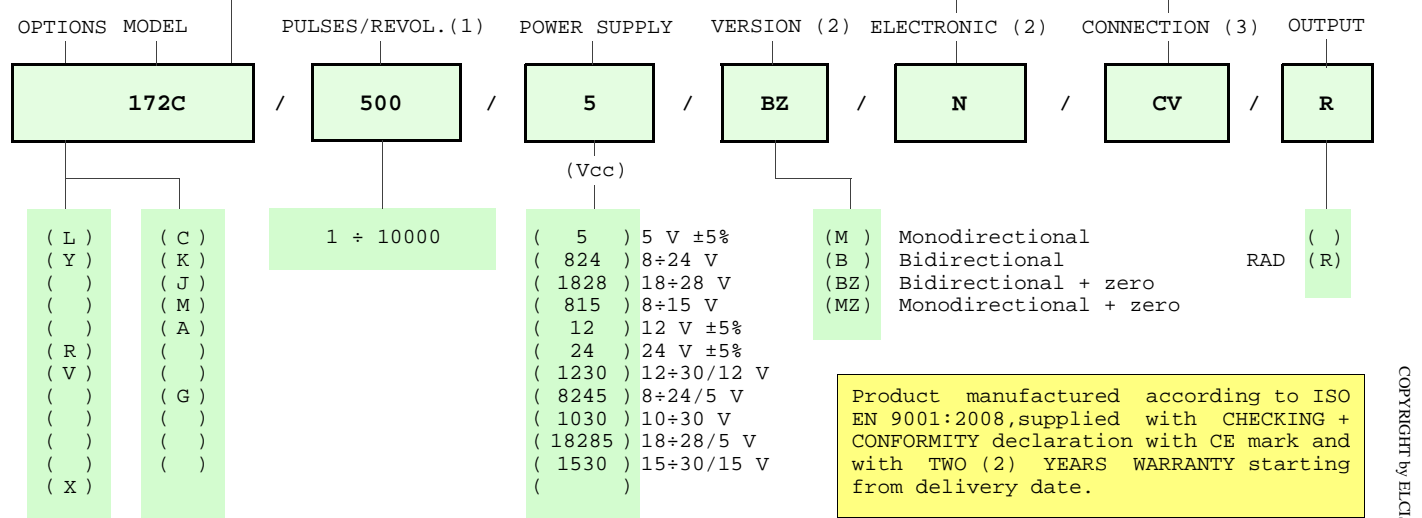 OPTIONS MODEL PULSES/REVOL.(1) POWER SUPPLY VERSION (2) ELECTRONIC (2) CONNECTION (3) OUTPUT
172C / 500 / 5 / BZ / N / CV / R
(Vcc)
( L ) ( C ) 1 ÷ 10000 ( 5 ) 5 V ±5% (M ) Monodirectional ( )
( Y ) ( K ) ( 824 ) 8÷24 V (B ) Bidirectional RAD (R)
( ) ( J ) ( 1828 ) 18÷28 V (BZ) Bidirectional + zero
( ) ( M ) ( 815 ) 8÷15 V (MZ) Monodirectional + zero
( ) ( A ) ( 12 ) 12 V ±5%
( R ) ( ) ( 24 ) 24 V ±5%
( V ) ( ) ( 1230 ) 12÷30/12 V
( ) ( G ) ( 8245 ) 8÷24/5 V
( ) ( ) ( 1030 ) 10÷30 V
( ) ( ) ( 18285 ) 18÷28/5 V
( ) ( ) ( 1530 ) 15÷30/15 V
( X ) ( )
Product manufactured according to ISO
EN 9001:2008,supplied with CHECKING +
CONFORMITY declaration with CE mark and
with TWO (2) YEARS WARRANTY starting
from delivery date.
COPYRIGHT by